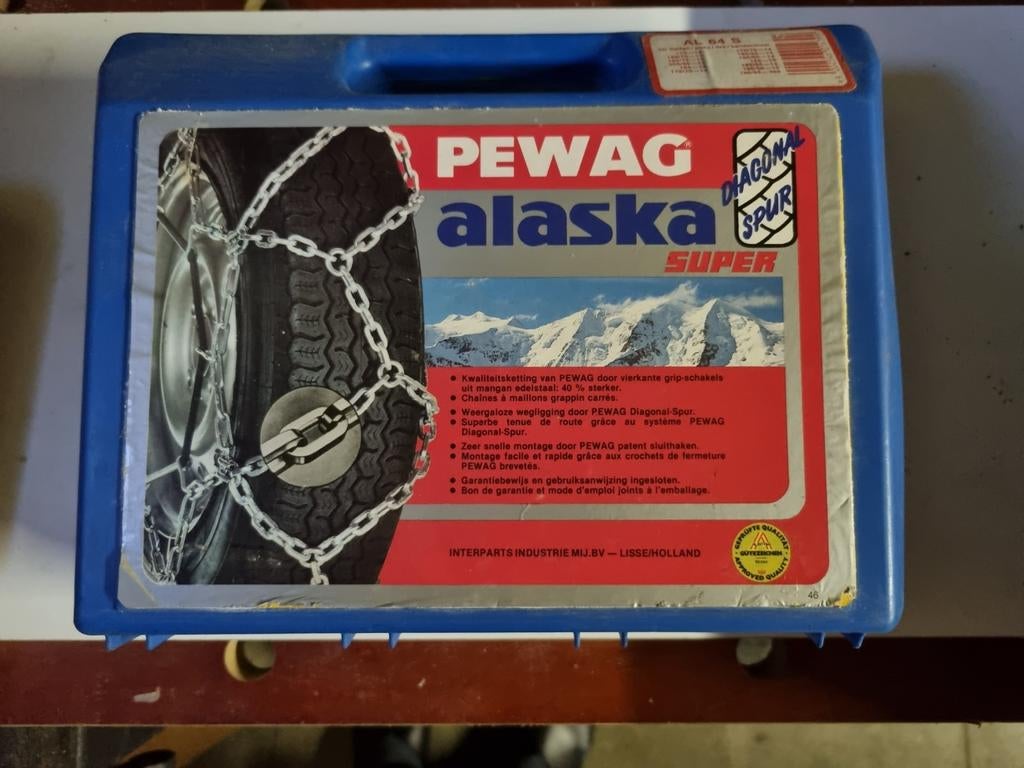 AL 64 S
PEWAG®
alaska
SUPER
DIAGONAL
SPUR
• Kwaliteitsketting van PEWAG door vierkante grip-schakels
uit mangan edelstaal: 40 % sterker.
• Chaînes à maillons grappin carrés.
• Weergaloze wegligging door PEWAG Diagonal-Spur.
• Superbe tenue de route grâce au système PEWAG
Diagonal-Spur.
• Zeer snelle montage door PEWAG patent sluithaken.
• Montage facile et rapide grâce aux crochets de fermeture
PEWAG brevetés.
• Garantiebewijs en gebruiksaanwijzing ingesloten.
• Bon de garantie et mode d'emploi joints à l'emballage.
INTERPARTS INDUSTRIE MIJ. BV — LISSE/HOLLAND
GEPRÜFTE QUALITÄT
GÜTEZEICHEN
APPROVED QUALITY
46